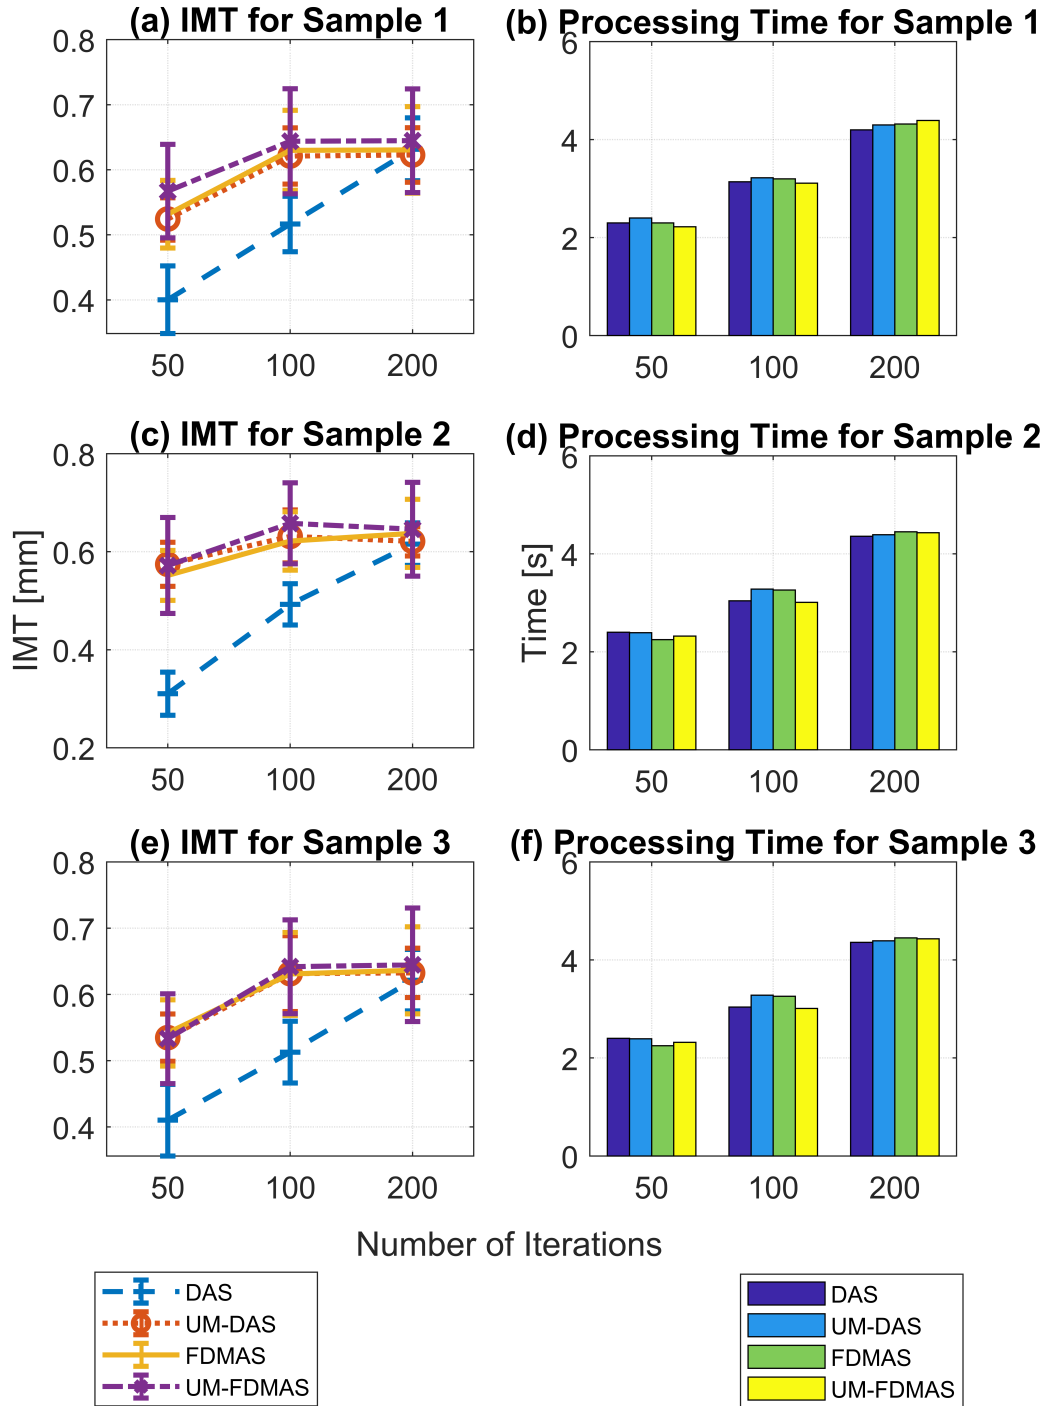 (a) IMT for Sample 1
0.8
0.7
0.6
0.5
0.4
50 100 200
(b) Processing Time for Sample 1
6
4
2
0
50 100 200
(c) IMT for Sample 2
IMT [mm]
0.8
0.6
0.4
0.2
50 100 200
(d) Processing Time for Sample 2
Time [s]
6
4
2
0
50 100 200
(e) IMT for Sample 3
0.8
0.7
0.6
0.5
0.4
50 100 200
(f) Processing Time for Sample 3
6
4
2
0
50 100 200
Number of Iterations
DAS
UM-DAS
FDMAS
UM-FDMAS
DAS
UM-DAS
FDMAS
UM-FDMAS